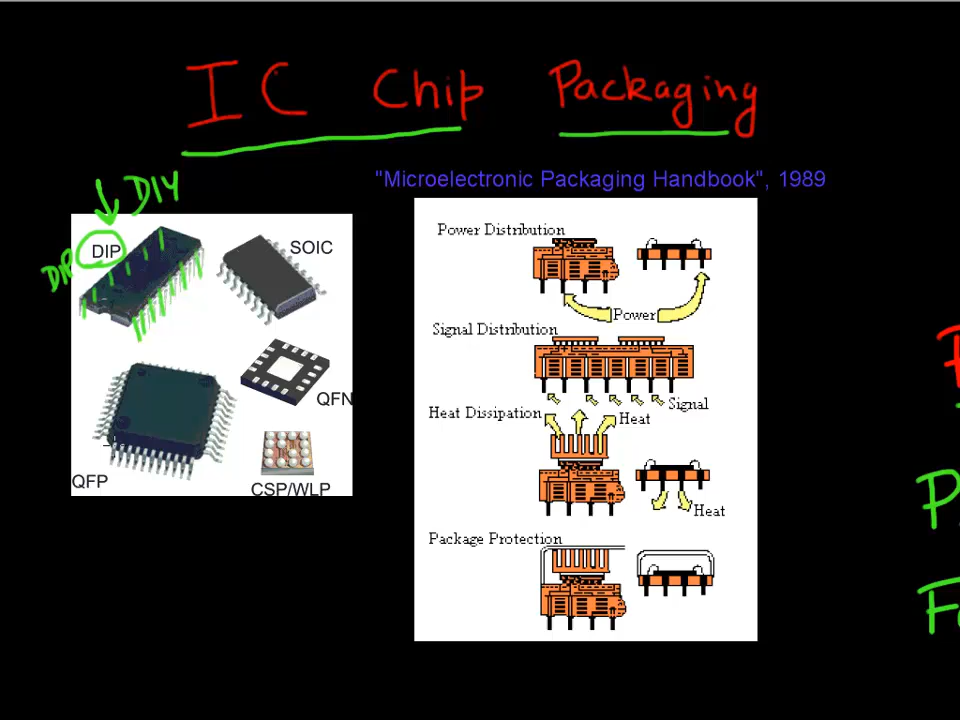 IC Chip Packaging
"Microelectronic Packaging Handbook", 1989
DIY
DIP
DIP
SOIC
QFN
QFP
CSP/WLP
Power Distribution
Power
Signal Distribution
Signal
Heat Dissipation
Heat
Heat
Package Protection